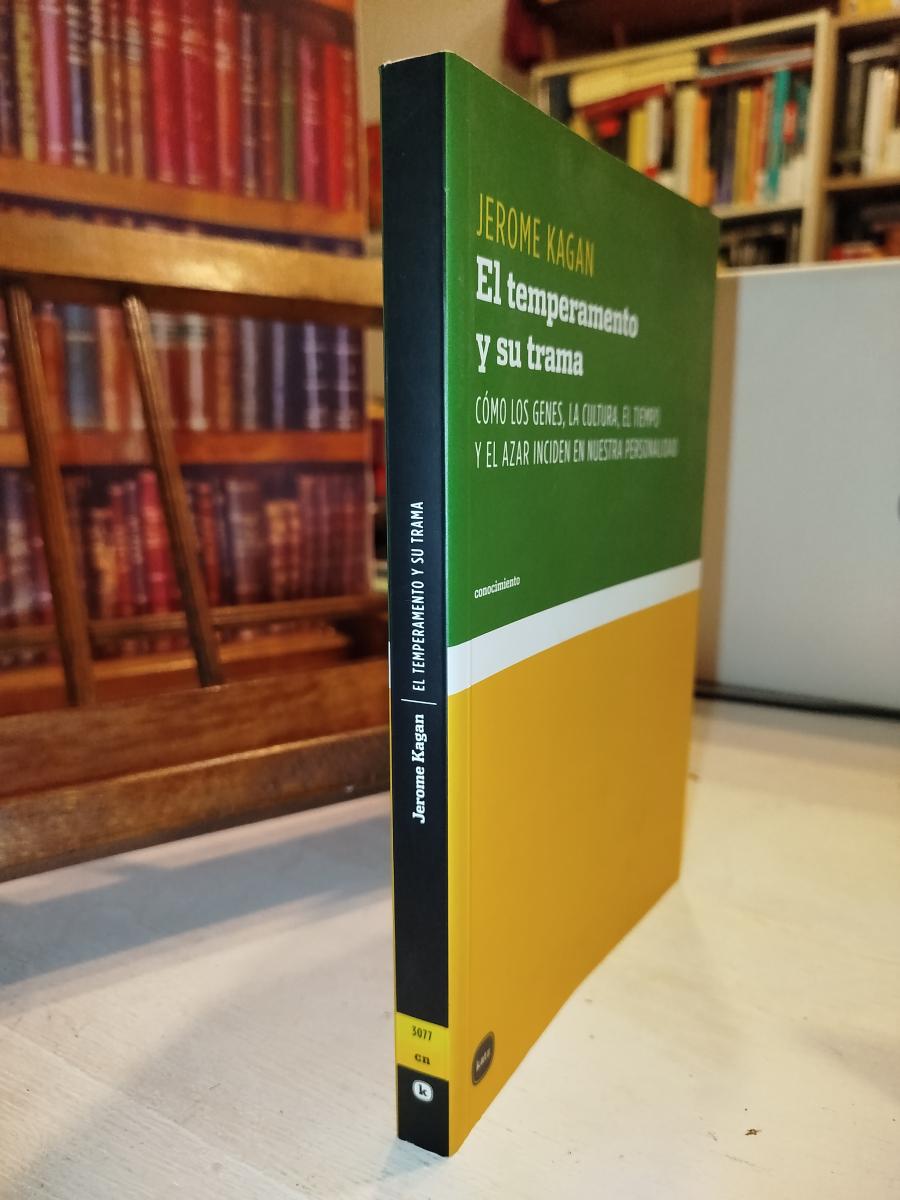 JEROME KAGAN
El temperamento
y su trama
CÓMO LOS GENES, LA CULTURA, EL TIEMPO
Y EL AZAR INCIDEN EN NUESTRA PERSONALIDAD
conocimiento
katz
Jerome Kagan | EL TEMPERAMENTO Y SU TRAMA
3077
cn
k